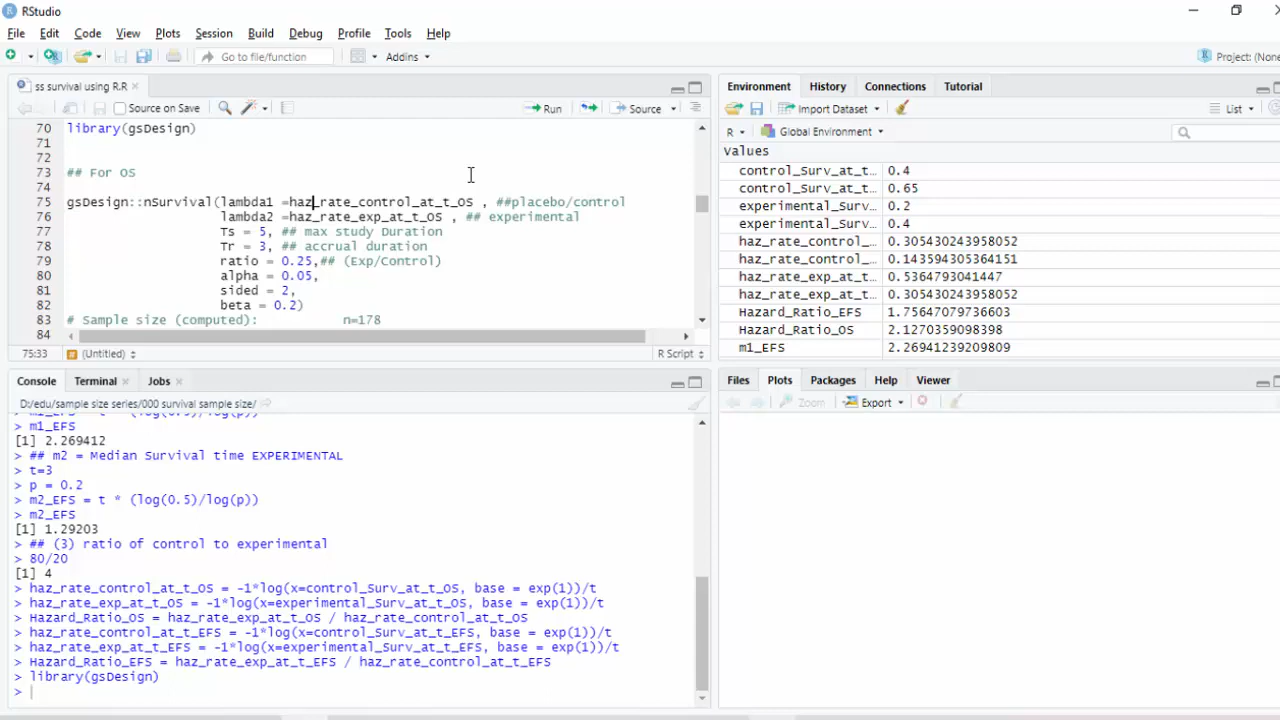 RStudio
File Edit Code View Plots Session Build Debug Profile Tools Help
Go to file/function Addins Project: (None
ss survival using R.R
Source on Save Run Source
70 library(gsDesign)
71
72
73 ## For OS
74
75 gsDesign::nSurvival(lambda1 =haz_rate_control_at_t_OS , ##placebo/control
76 lambda2 =haz_rate_exp_at_t_OS , ## experimental
77 Ts = 5, ## max study Duration
78 Tr = 3, ## accrual duration
79 ratio = 0.25,## (Exp/Control)
80 alpha = 0.05,
81 sided = 2,
82 beta = 0.2)
83 # Sample size (computed): n=178
84
75:33 (Untitled) R Script
Console Terminal Jobs
D:/edu/sample size series/000 survival sample size/
> m1_EFS = t * (log(0.5)/log(p))
> m1_EFS
[1] 2.269412
> ## m2 = Median Survival time EXPERIMENTAL
> t=3
> p = 0.2
> m2_EFS = t * (log(0.5)/log(p))
> m2_EFS
[1] 1.29203
> ## (3) ratio of control to experimental
> 80/20
[1] 4
> haz_rate_control_at_t_OS = -1*log(x=control_Surv_at_t_OS, base = exp(1))/t
> haz_rate_exp_at_t_OS = -1*log(x=experimental_Surv_at_t_OS, base = exp(1))/t
> Hazard_Ratio_OS = haz_rate_exp_at_t_OS / haz_rate_control_at_t_OS
> haz_rate_control_at_t_EFS = -1*log(x=control_Surv_at_t_EFS, base = exp(1))/t
> haz_rate_exp_at_t_EFS = -1*log(x=experimental_Surv_at_t_EFS, base = exp(1))/t
> Hazard_Ratio_EFS = haz_rate_exp_at_t_EFS / haz_rate_control_at_t_EFS
> library(gsDesign)
>
Environment History Connections Tutorial
Import Dataset List
R Global Environment
Values
control_Surv_at_t… 0.4
control_Surv_at_t… 0.65
experimental_Surv… 0.2
experimental_Surv… 0.4
haz_rate_control_… 0.305430243958052
haz_rate_control_… 0.143594305364151
haz_rate_exp_at_t… 0.5364793041447
haz_rate_exp_at_t… 0.305430243958052
Hazard_Ratio_EFS 1.75647079736603
Hazard_Ratio_OS 2.1270359098398
m1_EFS 2.26941239209809
Files Plots Packages Help Viewer
Zoom Export